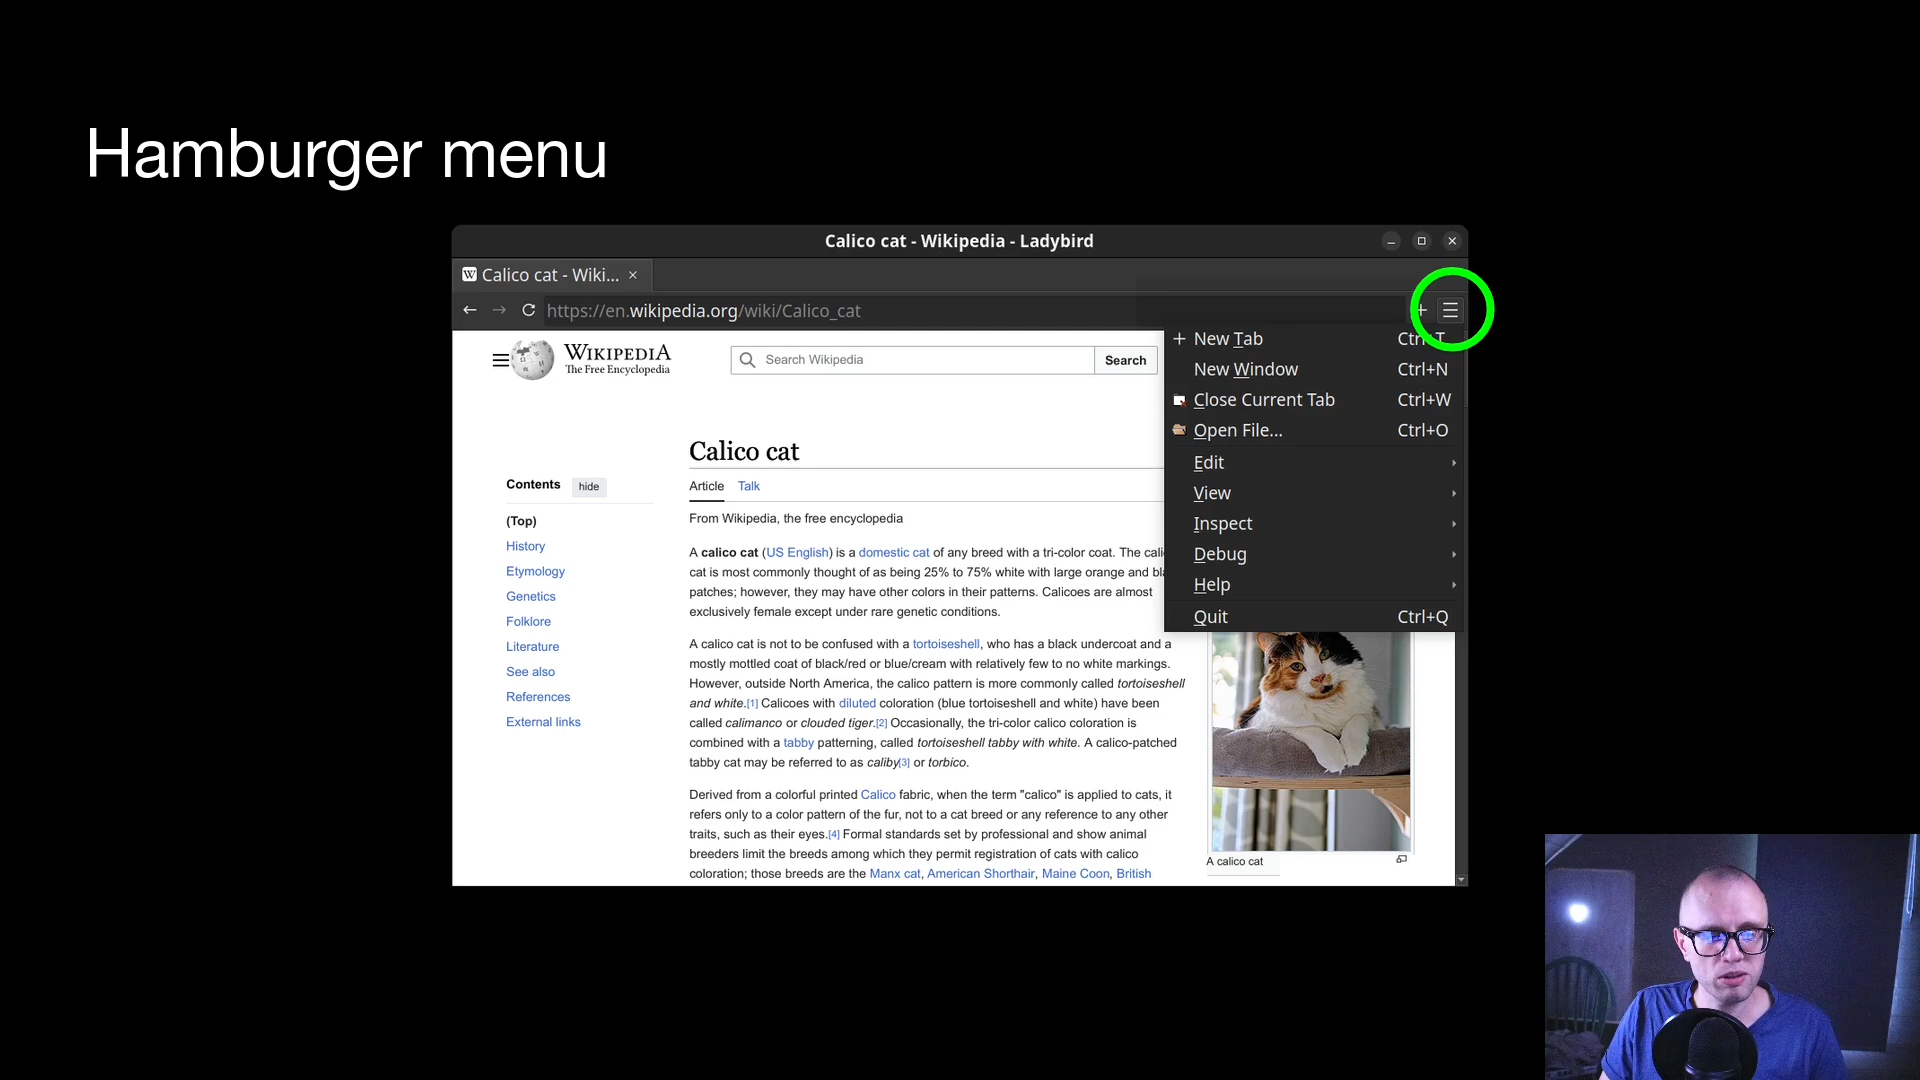 Hamburger menu
Calico cat - Wikipedia - Ladybird
W Calico cat - Wiki...
https://en.wikipedia.org/wiki/Calico_cat
WIKIPEDIA
The Free Encyclopedia
Search Wikipedia
Search
New Tab
New Window Ctrl+N
Close Current Tab Ctrl+W
Open File... Ctrl+O
Edit
View
Inspect
Debug
Help
Quit Ctrl+Q
Contents hide
(Top)
History
Etymology
Genetics
Folklore
Literature
See also
References
External links
Calico cat
Article Talk
From Wikipedia, the free encyclopedia
A calico cat (US English) is a domestic cat of any breed with a tri-color coat. The
cat is most commonly thought of as being 25% to 75% white with large orange and
patches; however, they may have other colors in their patterns. Calicoes are almost
exclusively female except under rare genetic conditions.
A calico cat is not to be confused with a tortoiseshell, who has a black undercoat and a
mostly mottled coat of black/red or blue/cream with relatively few to no white markings.
However, outside North America, the calico pattern is more commonly called tortoiseshell
and white.[1] Calicoes with diluted coloration (blue tortoiseshell and white) have been
called calimanco or clouded tiger.[2] Occasionally, the tri-color calico coloration is
combined with a tabby patterning, called tortoiseshell tabby with white. A calico-patched
tabby cat may be referred to as caliby[3] or torbico.
Derived from a colorful printed Calico fabric, when the term "calico" is applied to cats, it
refers only to a color pattern of the fur, not to a cat breed or any reference to any other
traits, such as their eyes.[4] Formal standards set by professional and show animal
breeders limit the breeds among which they permit registration of cats with calico
coloration; those breeds are the Manx cat, American Shorthair, Maine Coon, British
A calico cat